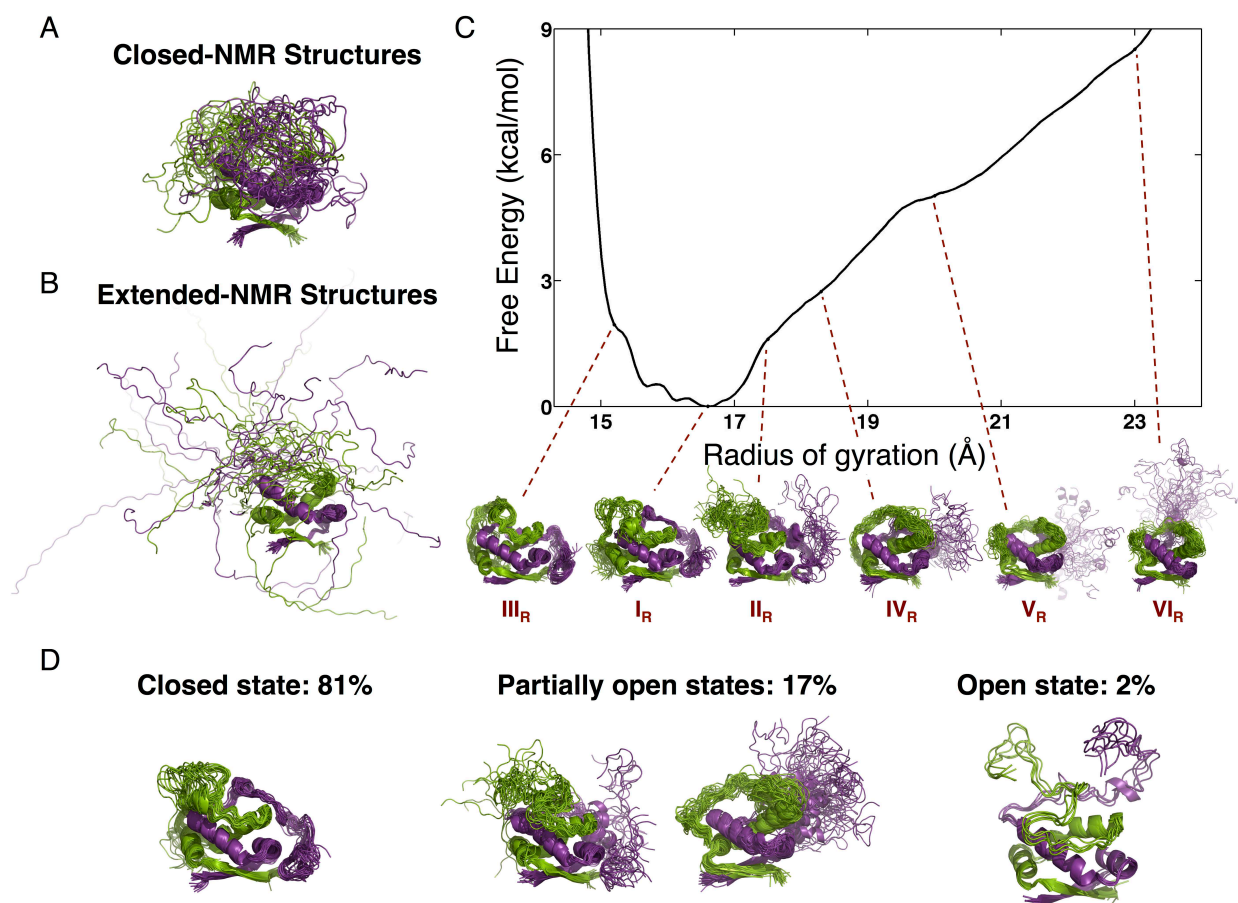 A
Closed-NMR Structures
B
Extended-NMR Structures
C
Free Energy (kcal/mol)
9
6
3
0
15 17 19 21 23
Radius of gyration (Å)
III_R I_R II_R IV_R V_R VI_R
D
Closed state: 81% Partially open states: 17% Open state: 2%